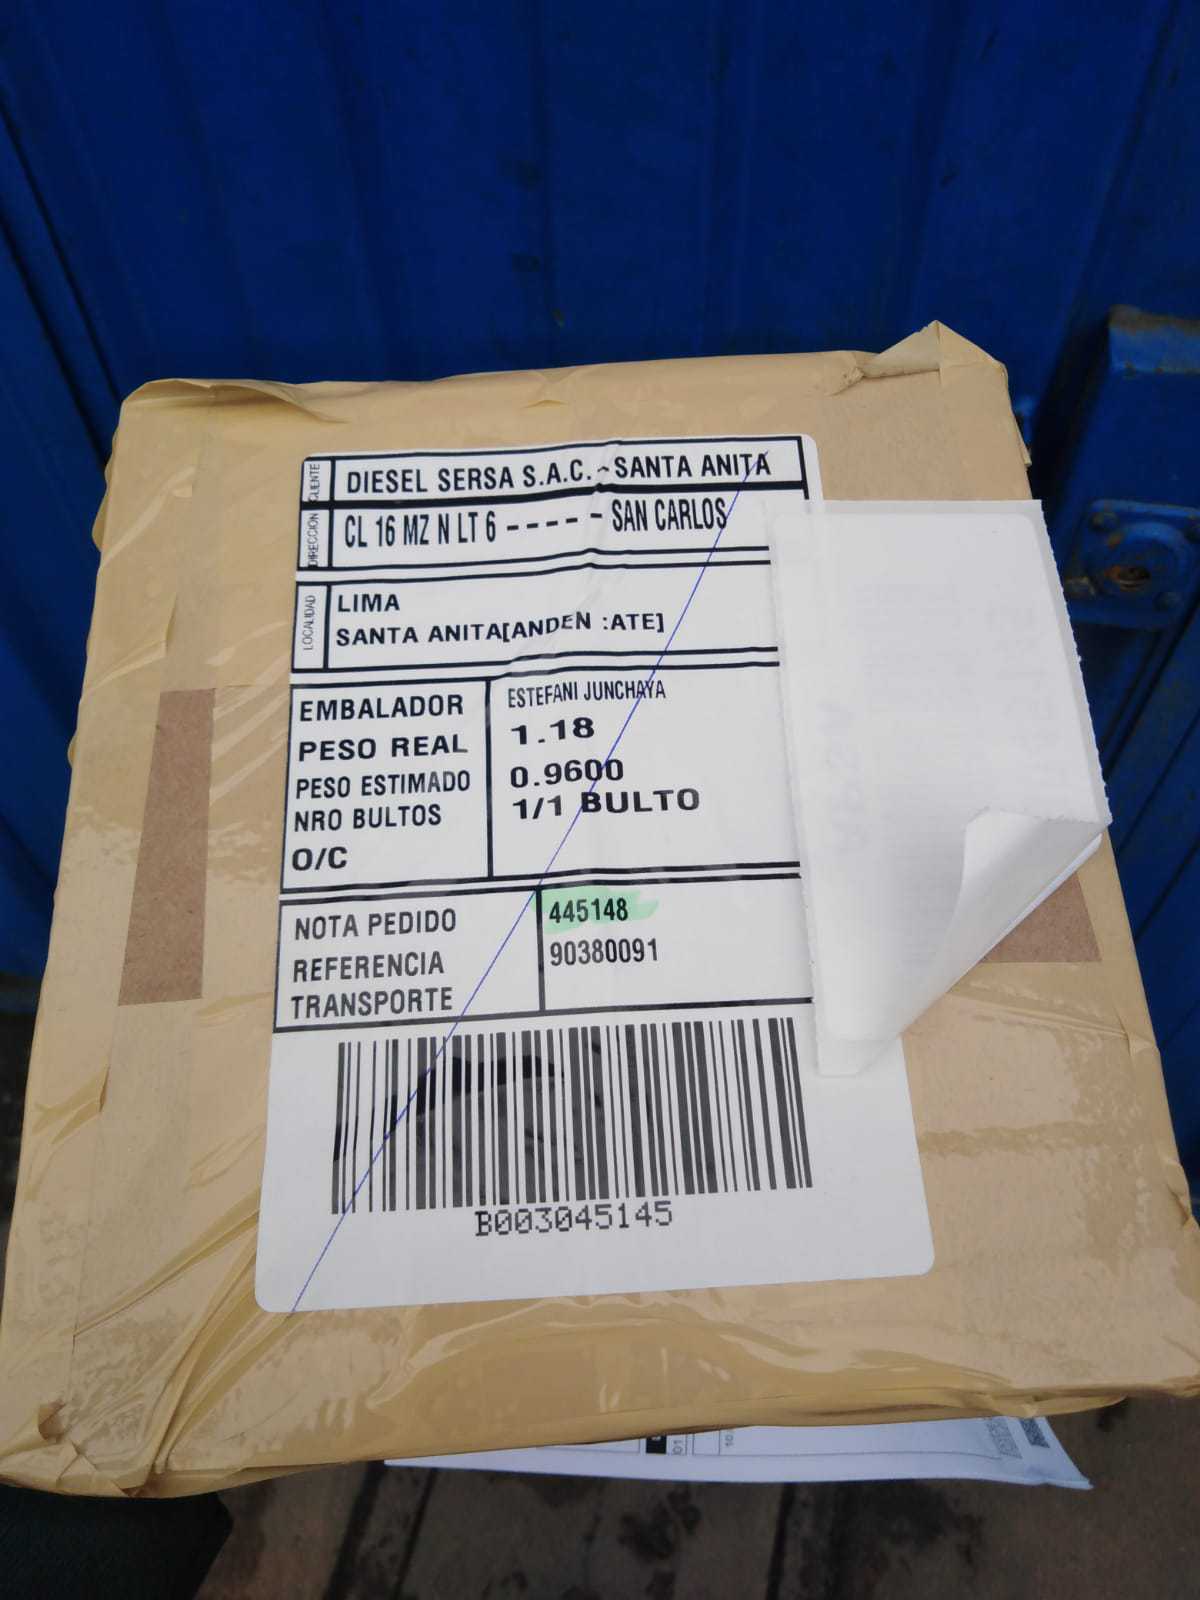 CLIENTE DIESEL SERSA S.A.C.-SANTA ANITA
DIRECCIÓN CL 16 MZ N LT 6 ----- SAN CARLOS
LOCALIDAD
LIMA
SANTA ANITA[ANDEN :ATE]
EMBALADOR ESTEFANI JUNCHAYA
PESO REAL 1.18
PESO ESTIMADO 0.9600
NRO BULTOS 1/1 BULTO
O/C
NOTA PEDIDO 445148
REFERENCIA 90380091
TRANSPORTE
B003045145